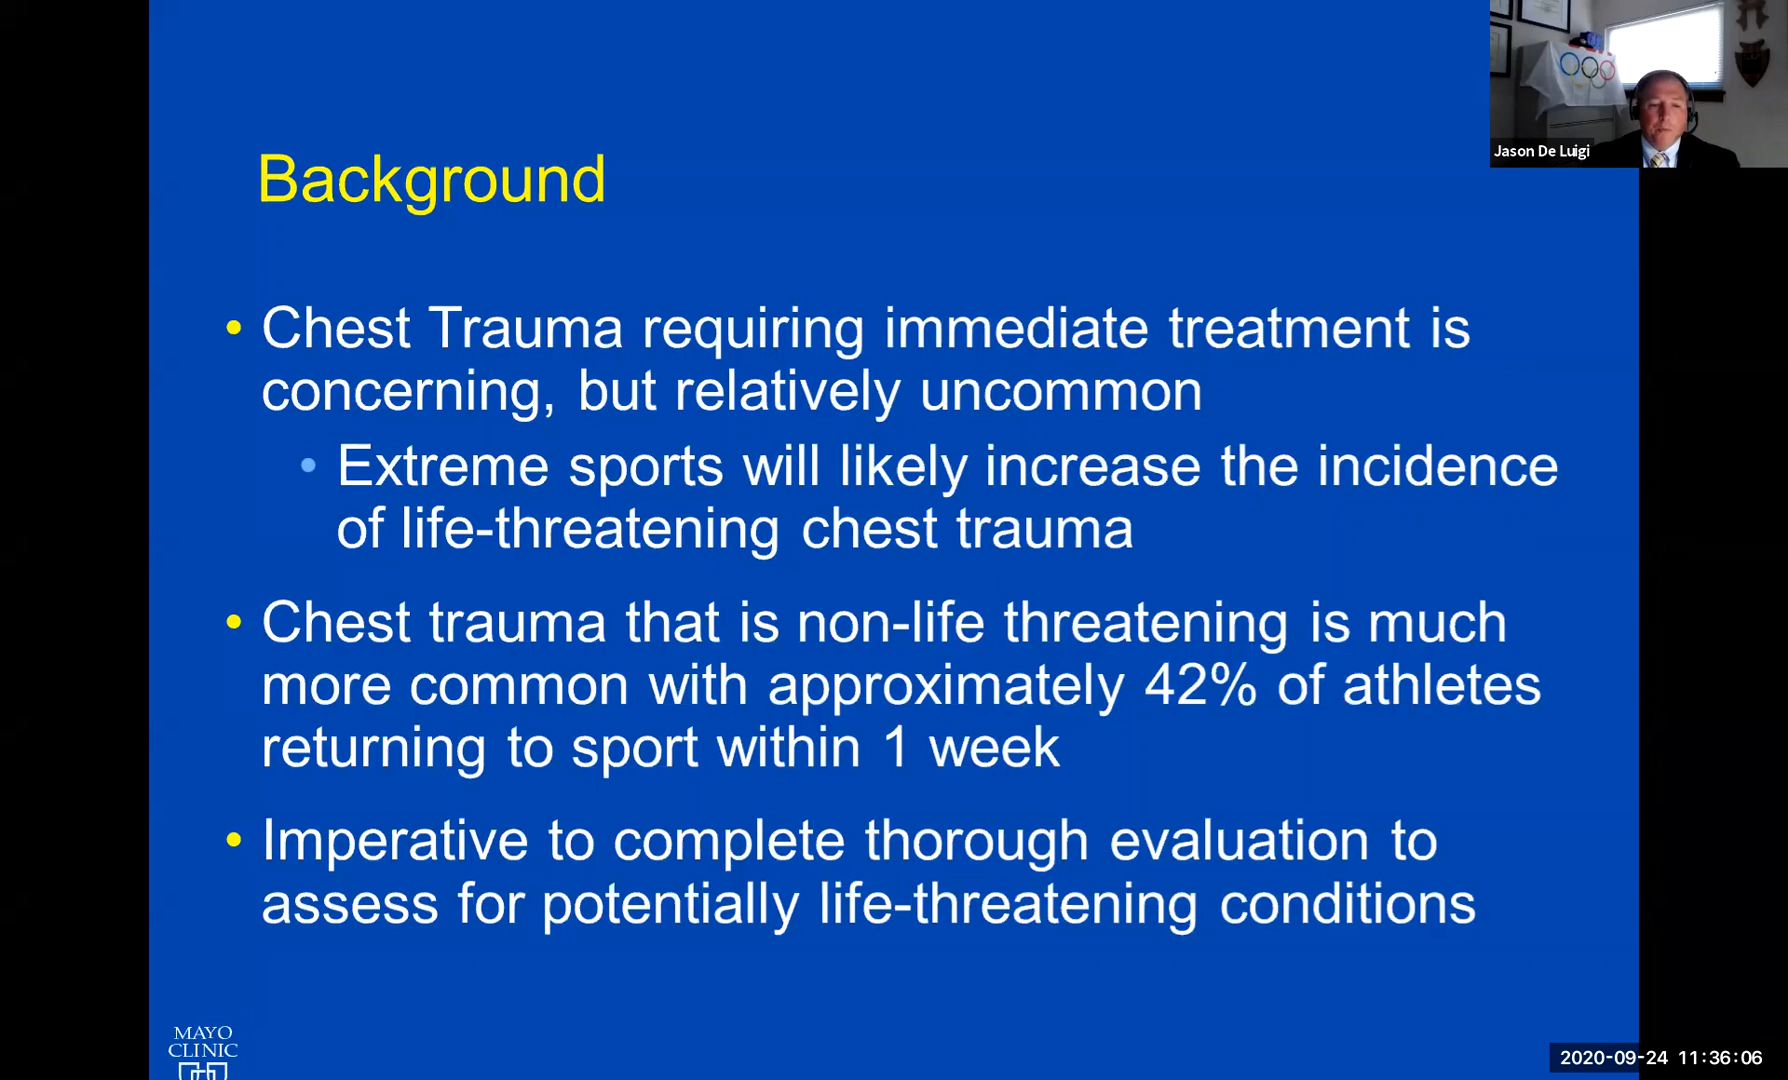 Jason De Luigi
Background
• Chest Trauma requiring immediate treatment is
concerning, but relatively uncommon
• Extreme sports will likely increase the incidence
of life-threatening chest trauma
• Chest trauma that is non-life threatening is much
more common with approximately 42% of athletes
returning to sport within 1 week
• Imperative to complete thorough evaluation to
assess for potentially life-threatening conditions
MAYO
CLINIC
2020-09-24 11:36:06